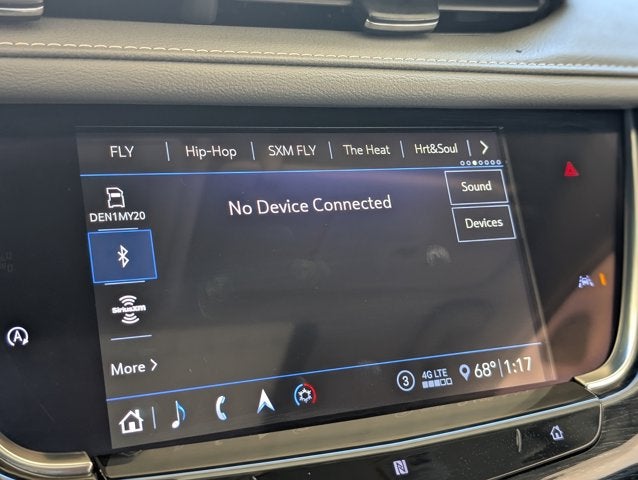 FLY Hip-Hop SXM FLY The Heat Hrt&Soul
DEN1MY20
No Device Connected
Sound
Devices
SiriusXM
More
3 4G LTE 68° 1:17
A
N